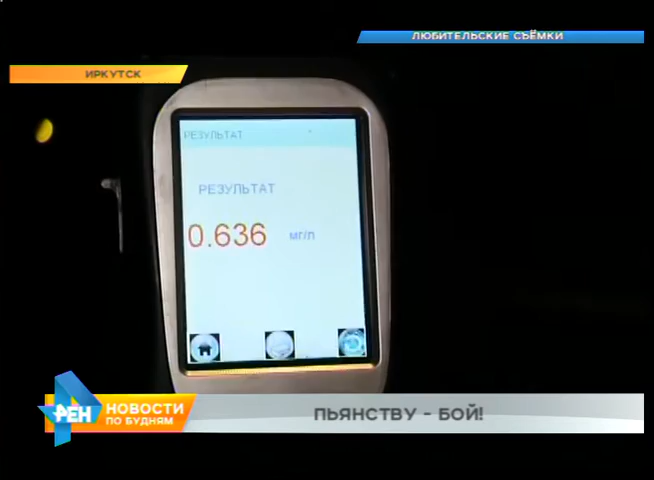 ЛЮБИТЕЛЬСКИЕ СЪЁМКИ
ИРКУТСК
РЕЗУЛЬТАТ
РЕЗУЛЬТАТ
0.636 мг/л
РЕН
НОВОСТИ
ПО БУДНЯМ
ПЬЯНСТВУ - БОЙ!